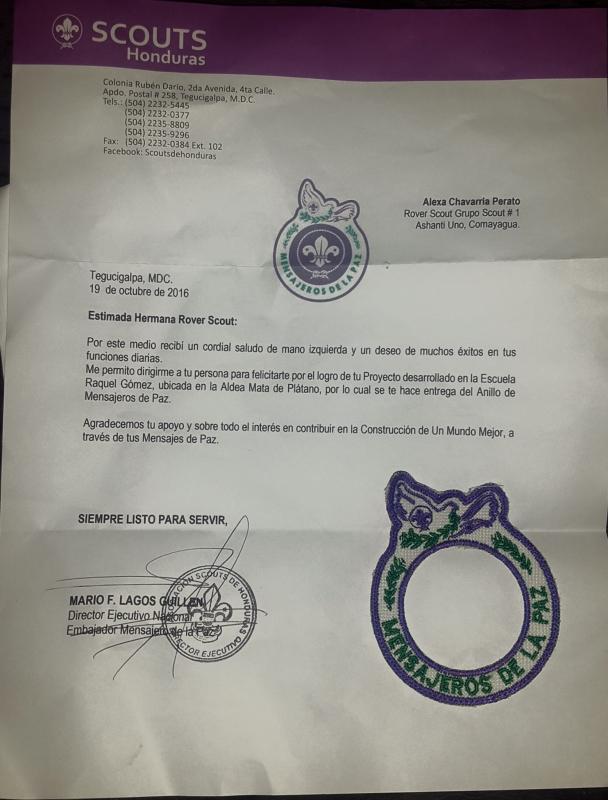 SCOUTS
Honduras
Colonia Rubén Darío, 2da Avenida, 4ta Calle.
Apdo. Postal # 258, Tegucigalpa, M.D.C.
Tels.: (504) 2232-5445
(504) 2232-0377
(504) 2235-8809
(504) 2235-9296
Fax: (504) 2232-0384 Ext. 102
Facebook: Scoutsdehonduras
MENSAJEROS DE LA PAZ
Alexa Chavarria Perato
Rover Scout Grupo Scout # 1
Ashanti Uno, Comayagua.
Tegucigalpa, MDC.
19 de octubre de 2016
Estimada Hermana Rover Scout:
Por este medio recibí un cordial saludo de mano izquierda y un deseo de muchos éxitos en tus
funciones diarias.
Me permito dirigirme a tu persona para felicitarte por el logro de tu Proyecto desarrollado en la Escuela
Raquel Gómez, ubicada en la Aldea Mata de Plátano, por lo cual se te hace entrega del Anillo de
Mensajeros de Paz.
Agradecemos tu apoyo y sobre todo el interés en contribuir en la Construcción de Un Mundo Mejor, a
través de tus Mensajes de Paz.
SIEMPRE LISTO PARA SERVIR,
MARIO F. LAGOS GUILLEN
Director Ejecutivo Nacional
Embajador Mensajero de la Paz
ASOCIACIÓN SCOUTS DE HONDURAS
DIRECTOR EJECUTIVO
MENSAJEROS DE LA PAZ